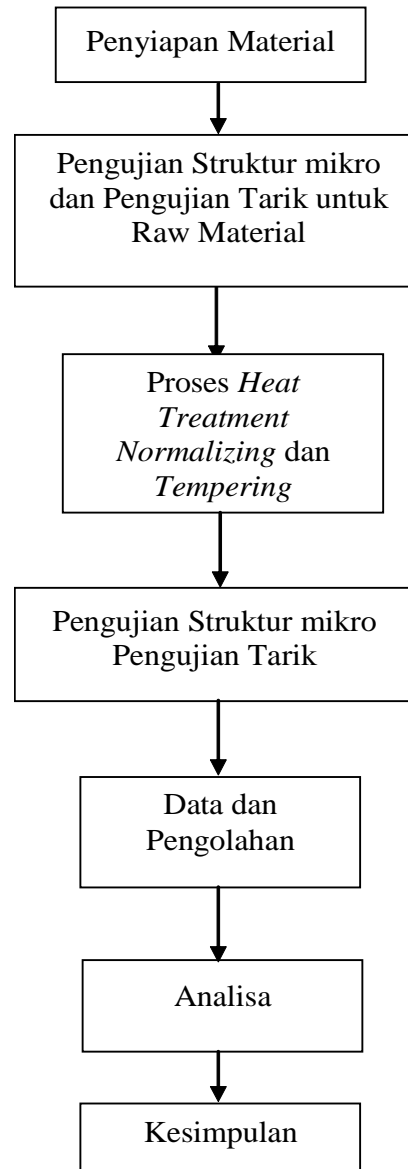 Penyiapan Material
Pengujian Struktur mikro
dan Pengujian Tarik untuk
Raw Material
Proses Heat
Treatment
Normalizing dan
Tempering
Pengujian Struktur mikro
Pengujian Tarik
Data dan
Pengolahan
Analisa
Kesimpulan